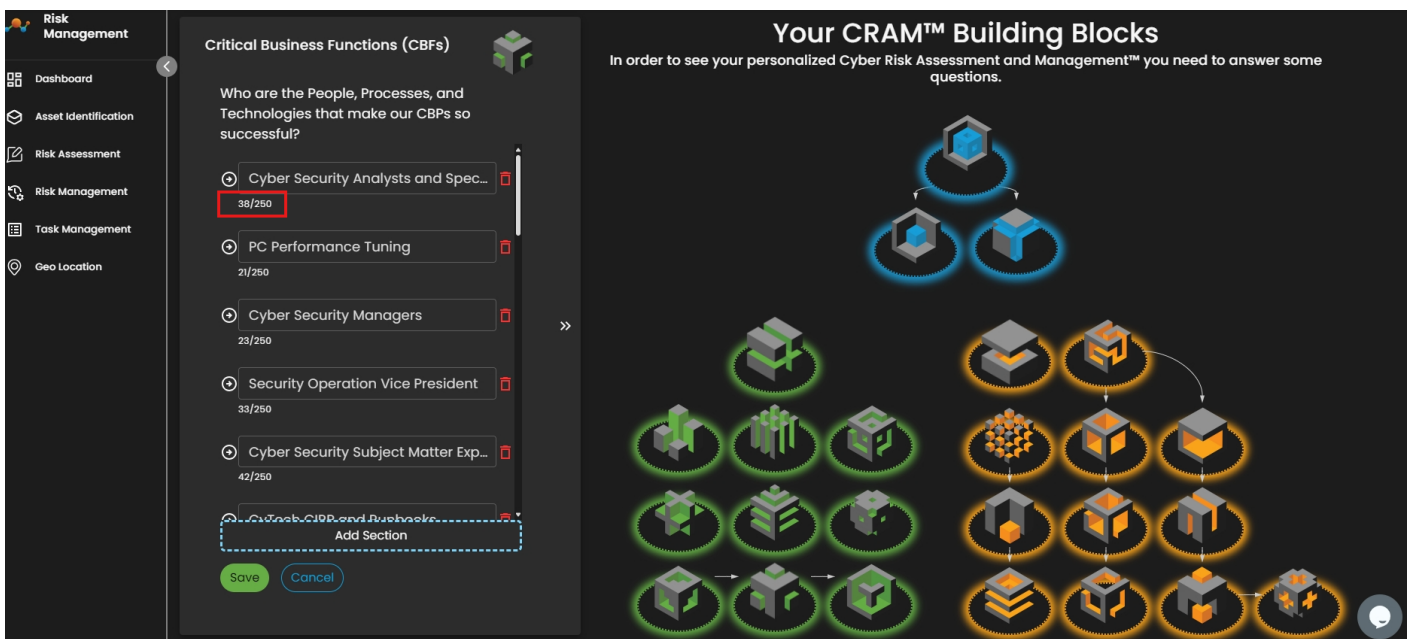 Risk
Management
Dashboard
Asset Identification
Risk Assessment
Risk Management
Task Management
Geo Location
Critical Business Functions (CBFs)
Who are the People, Processes, and
Technologies that make our CBPs so
successful?
Cyber Security Analysts and Spec...
38/250
PC Performance Tuning
21/250
Cyber Security Managers
23/250
Security Operation Vice President
33/250
Cyber Security Subject Matter Exp...
42/250
CyTech CIRP and Runbooks
Add Section
Save
Cancel
Your CRAM™ Building Blocks
In order to see your personalized Cyber Risk Assessment and Management™ you need to answer some
questions.